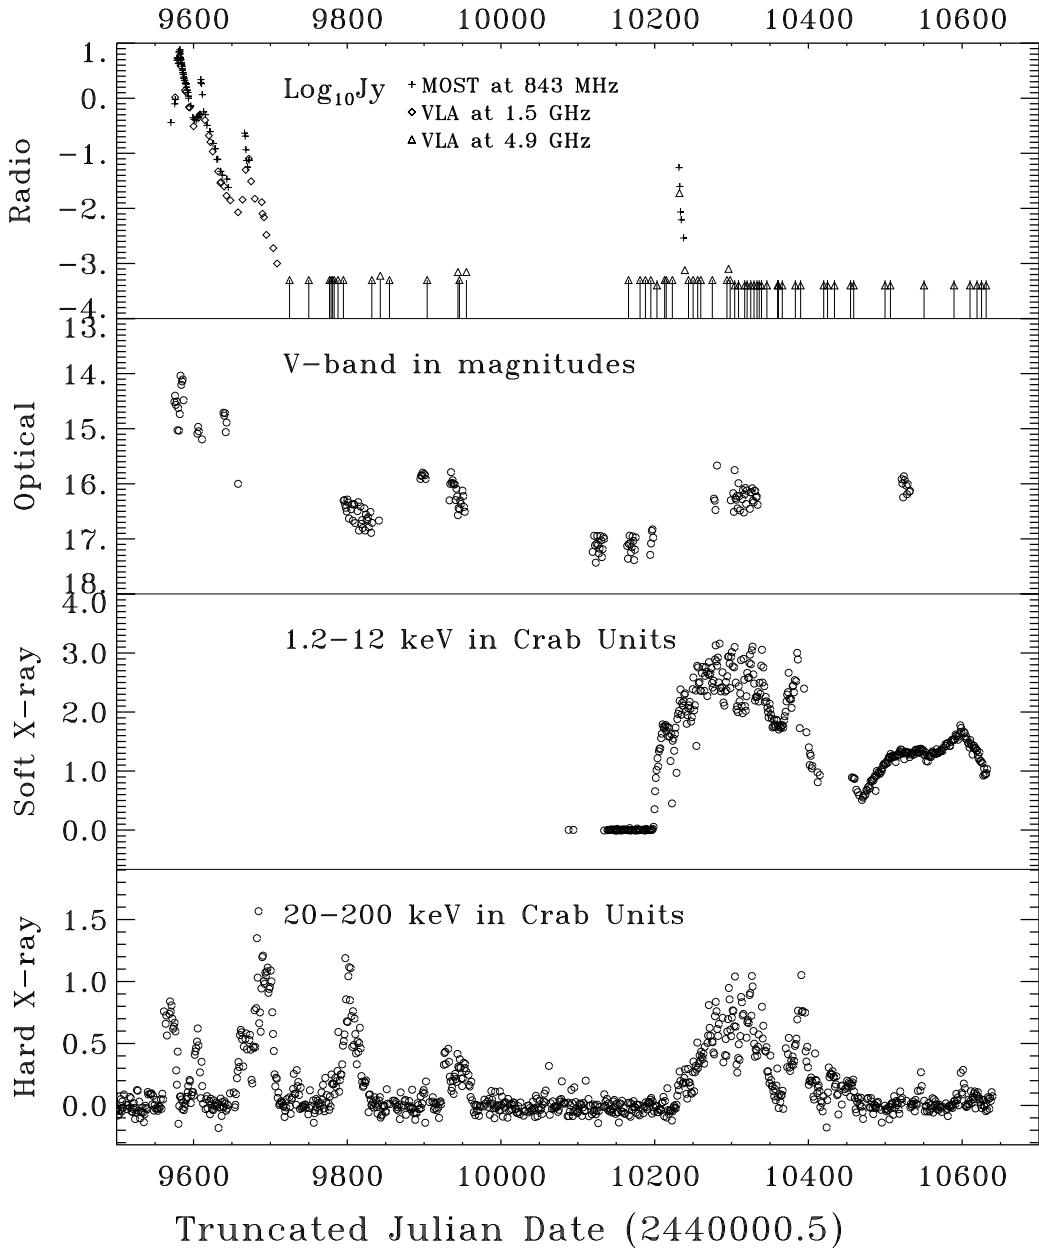 9600 9800 10000 10200 10400 10600
1.
0.
−1.
−2.
−3.
−4.
Radio
Log10Jy
+ MOST at 843 MHz
◇ VLA at 1.5 GHz
△ VLA at 4.9 GHz
13.
14.
15.
16.
17.
18.
Optical
V−band in magnitudes
4.0
3.0
2.0
1.0
0.0
Soft X−ray
1.2−12 keV in Crab Units
1.5
1.0
0.5
0.0
Hard X−ray
20−200 keV in Crab Units
9600 9800 10000 10200 10400 10600
Truncated Julian Date (2440000.5)